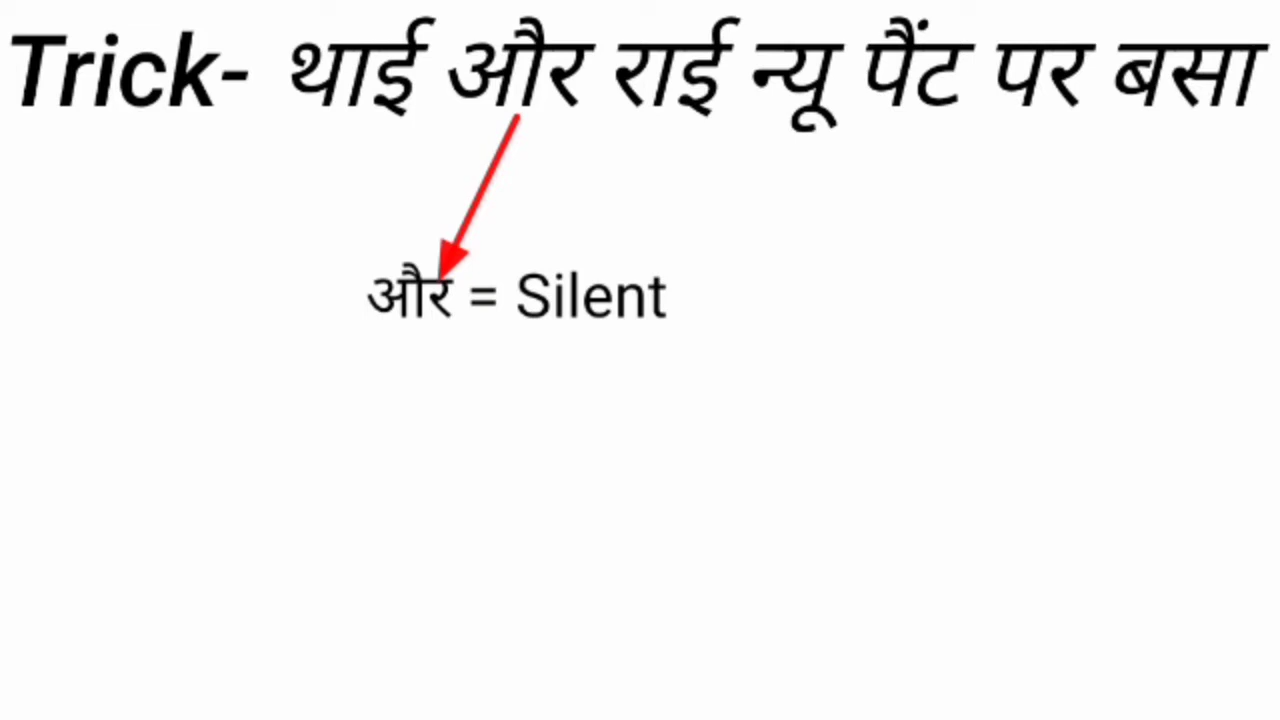 Trick- थाई और राई न्यू पैंट पर बसा
और = Silent